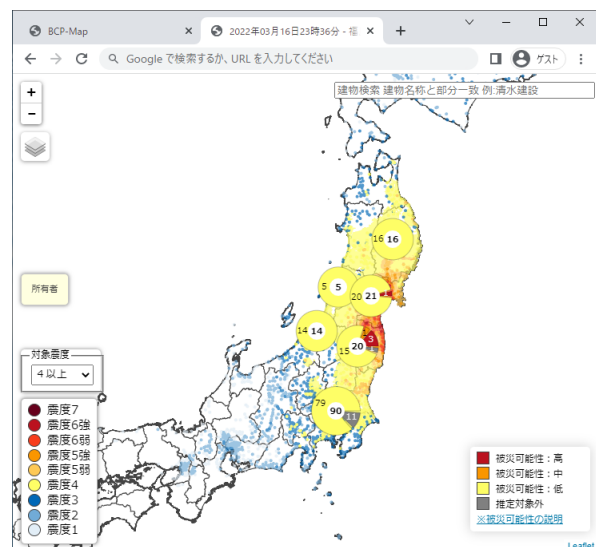 BCP-Map
2022年03月16日23時36分 - 福
Google で検索するか、URL を入力してください
ゲスト
+
-
建物検索 建物名称と部分一致 例:清水建設
16 16
5 5
20 21 1
14 14
15 20 3
79 90 11
所有者
対象震度
4以上
震度7
震度6強
震度6弱
震度5強
震度5弱
震度4
震度3
震度2
震度1
被災可能性：高
被災可能性：中
被災可能性：低
推定対象外
※被災可能性の説明
Leaflet